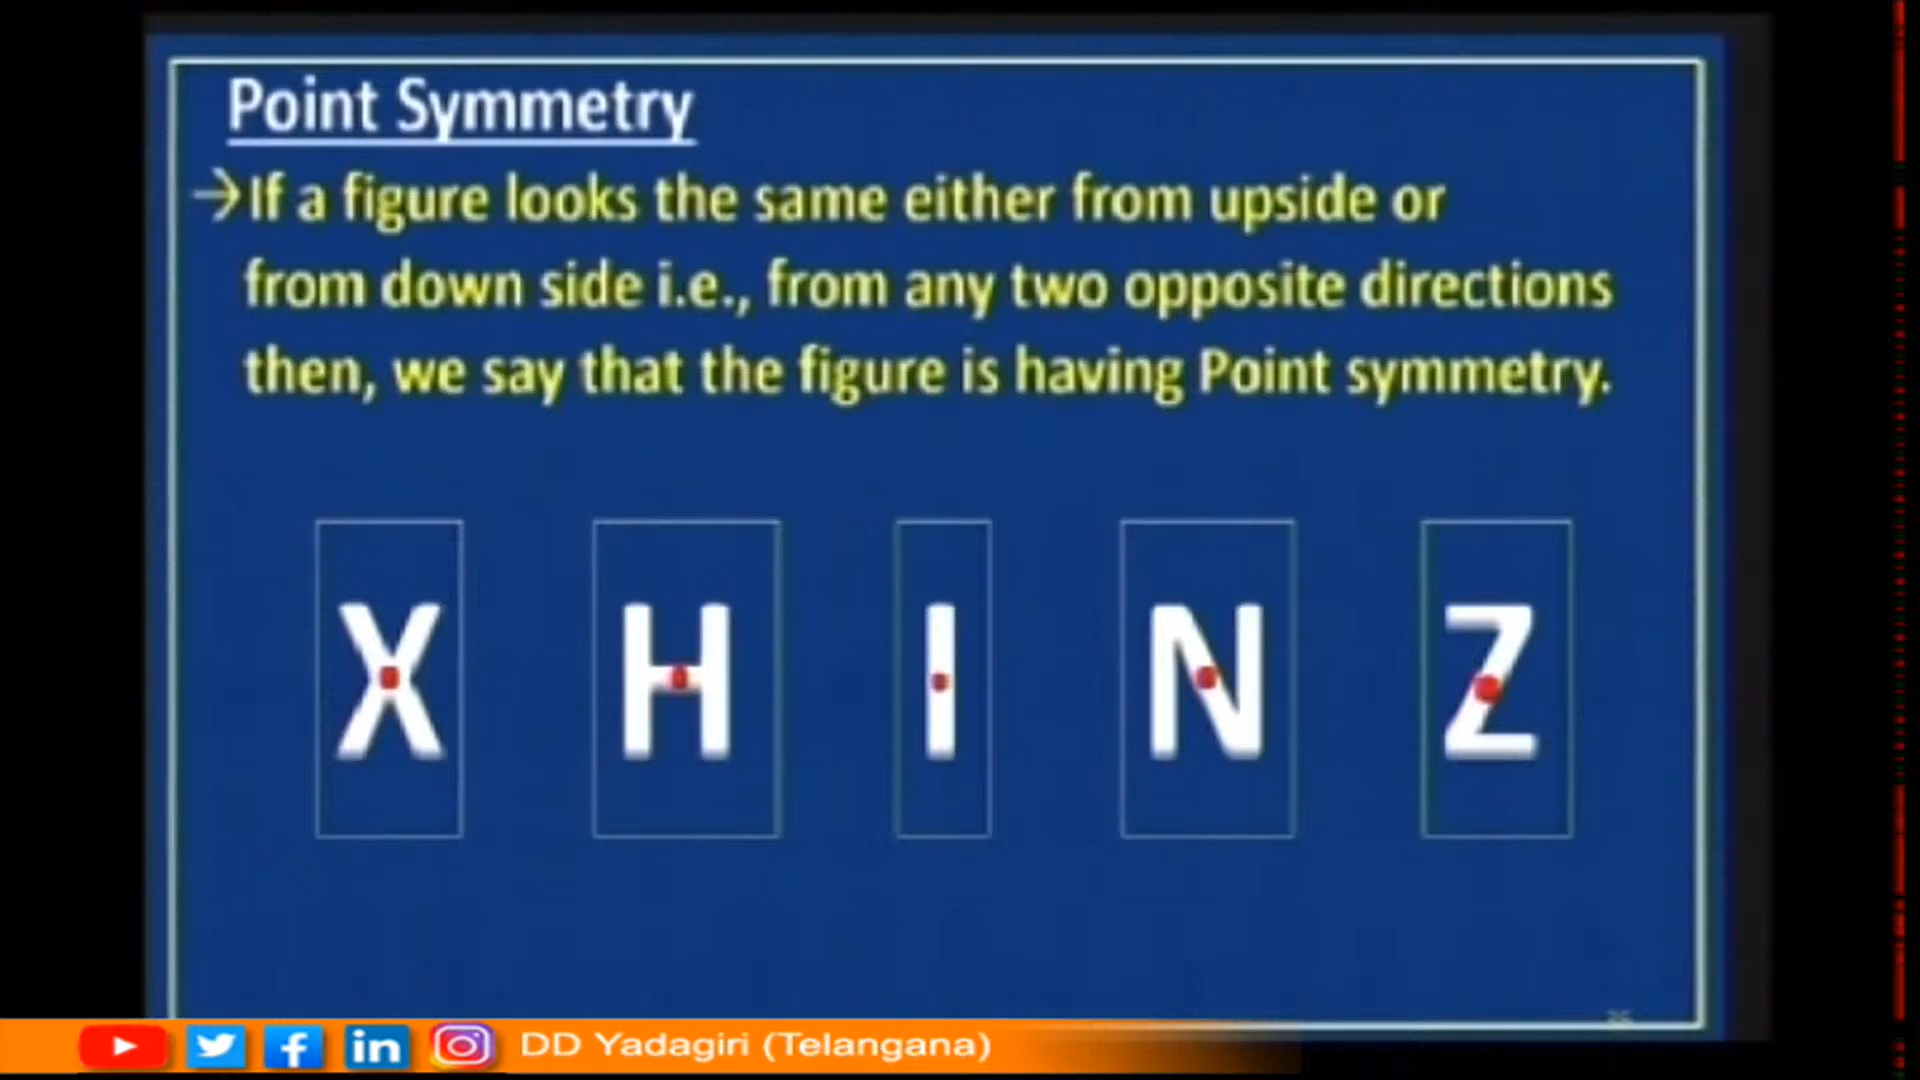 Point Symmetry
→If a figure looks the same either from upside or
from down side i.e., from any two opposite directions
then, we say that the figure is having Point symmetry.
X H I N Z
DD Yadagiri (Telangana)